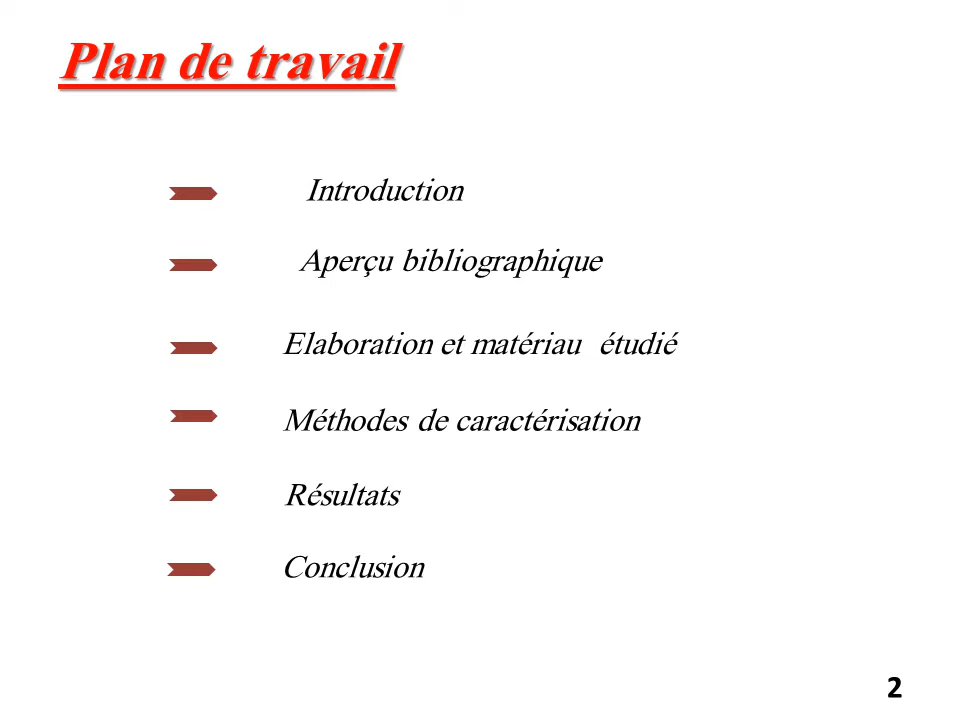 Plan de travail
Introduction
Aperçu bibliographique
Elaboration et matériau étudié
Méthodes de caractérisation
Résultats
Conclusion
2